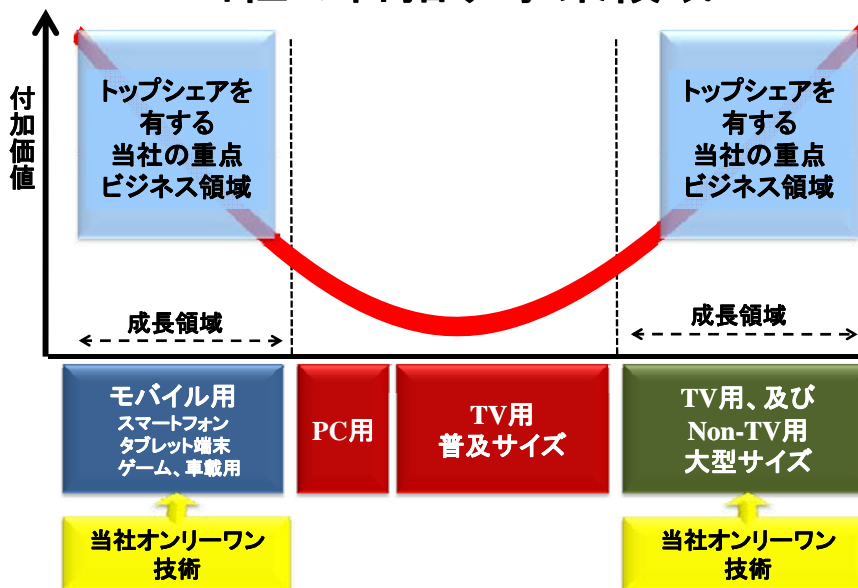 付加価値
トップシェアを
有する
当社の重点
ビジネス領域
トップシェアを
有する
当社の重点
ビジネス領域
成長領域
成長領域
モバイル用
スマートフォン
タブレット端末
ゲーム、車載用
PC用
TV用
普及サイズ
TV用、及び
Non-TV用
大型サイズ
当社オンリーワン
技術
当社オンリーワン
技術